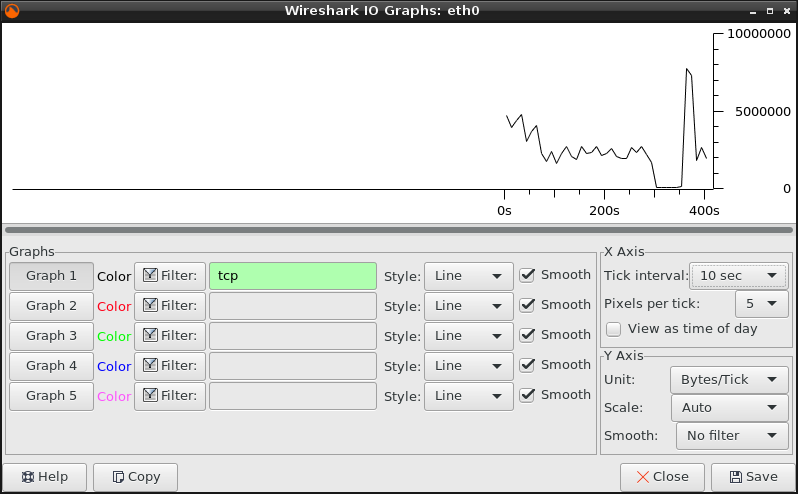 Wireshark IO Graphs: eth0
10000000
5000000
0
0s 200s 400s
Graphs
Graph 1 Color Filter: tcp Style: Line Smooth
Graph 2 Color Filter: Style: Line Smooth
Graph 3 Color Filter: Style: Line Smooth
Graph 4 Color Filter: Style: Line Smooth
Graph 5 Color Filter: Style: Line Smooth
X Axis
Tick interval: 10 sec
Pixels per tick: 5
View as time of day
Y Axis
Unit: Bytes/Tick
Scale: Auto
Smooth: No filter
Help Copy Close Save